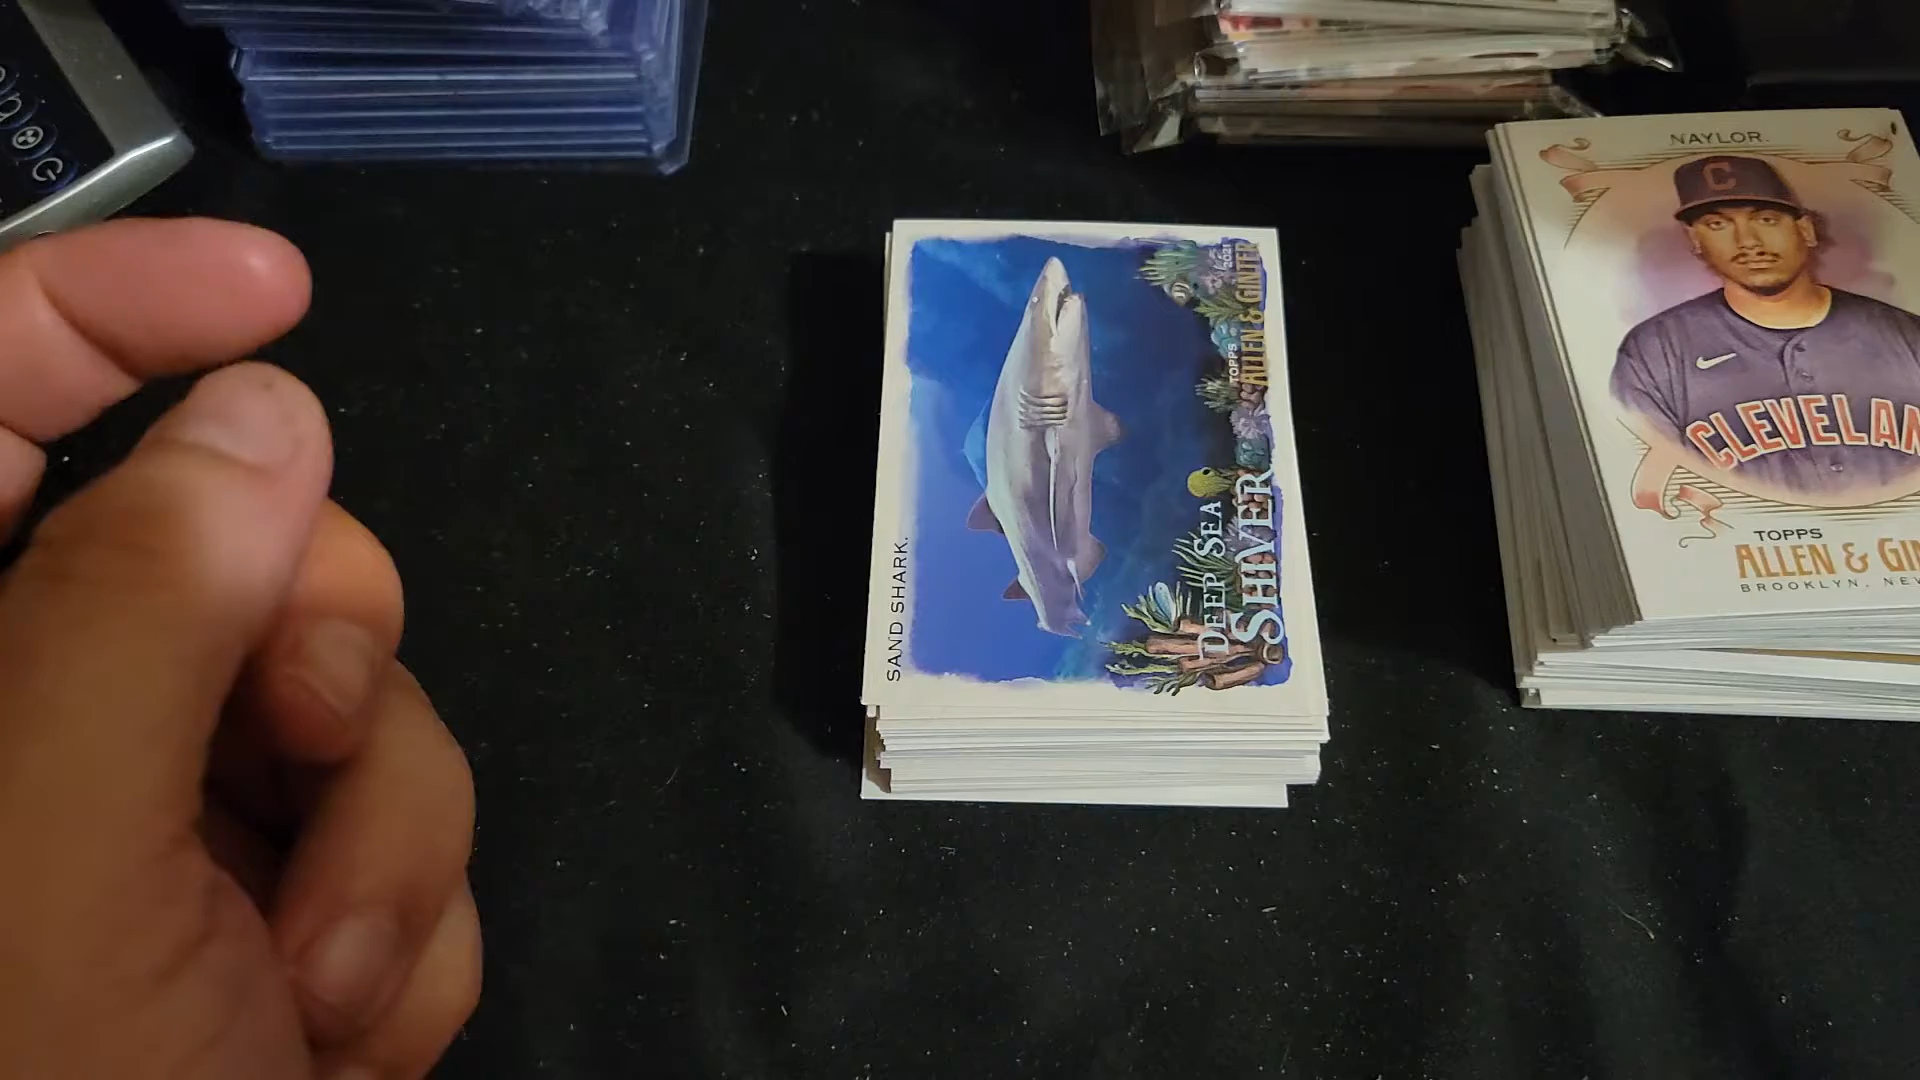 SAND SHARK.
DEEP SEA
SHIVER
TOPPS 2021
ALLEN & GINTER
NAYLOR.
C
CLEVELAN
TOPPS
ALLEN & GIN
BROOKLYN, NEW